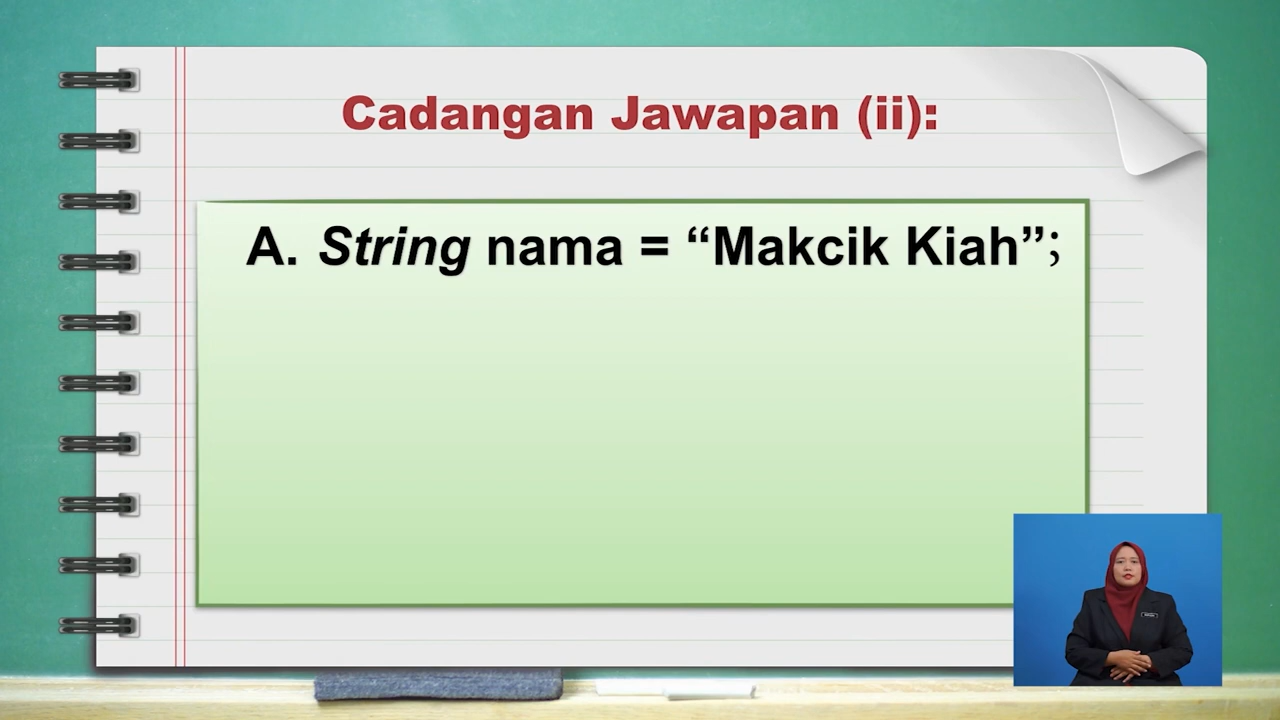 Cadangan Jawapan (ii):
A. String nama = “Makcik Kiah”;